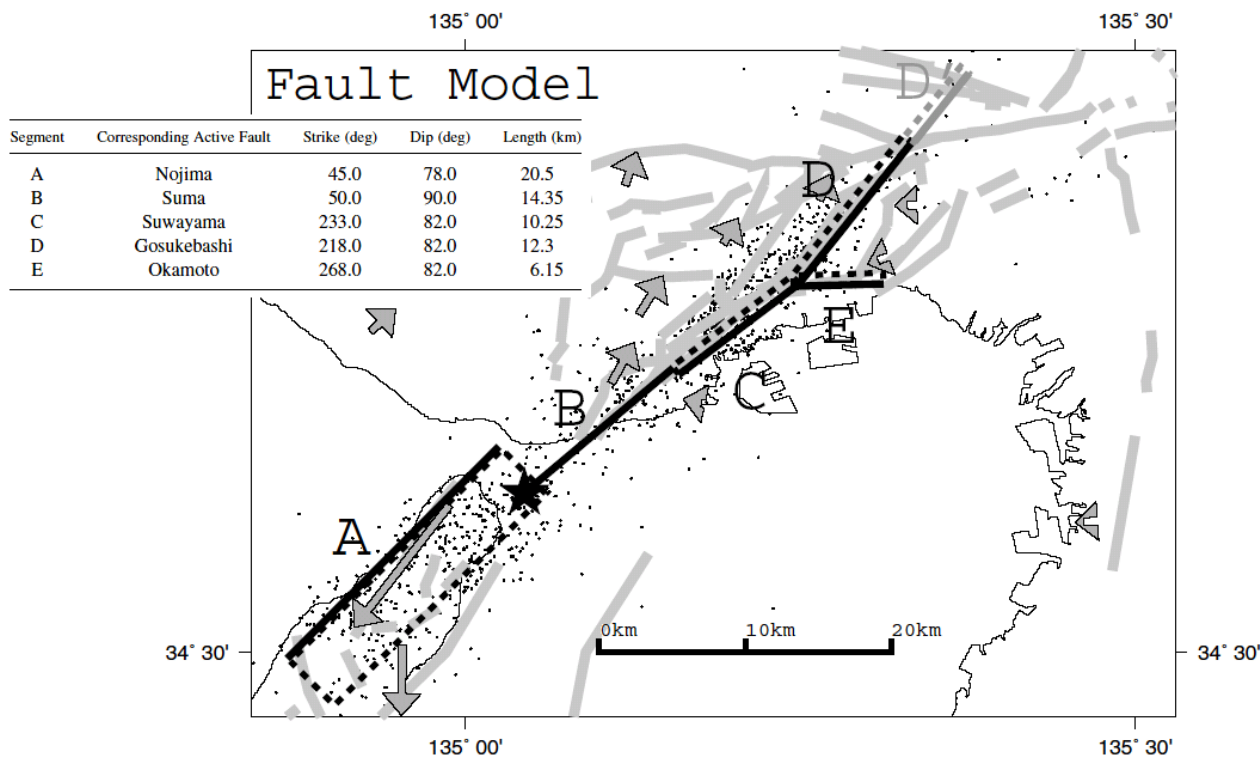 135° 00'
135° 30'
Fault Model
D'
Segment Corresponding Active Fault Strike (deg) Dip (deg) Length (km)
A Nojima 45.0 78.0 20.5
B Suma 50.0 90.0 14.35
C Suwayama 233.0 82.0 10.25
D Gosukebashi 218.0 82.0 12.3
E Okamoto 268.0 82.0 6.15
D
E
C
B
A
0km 10km 20km
34° 30'
34° 30'
135° 00'
135° 30'